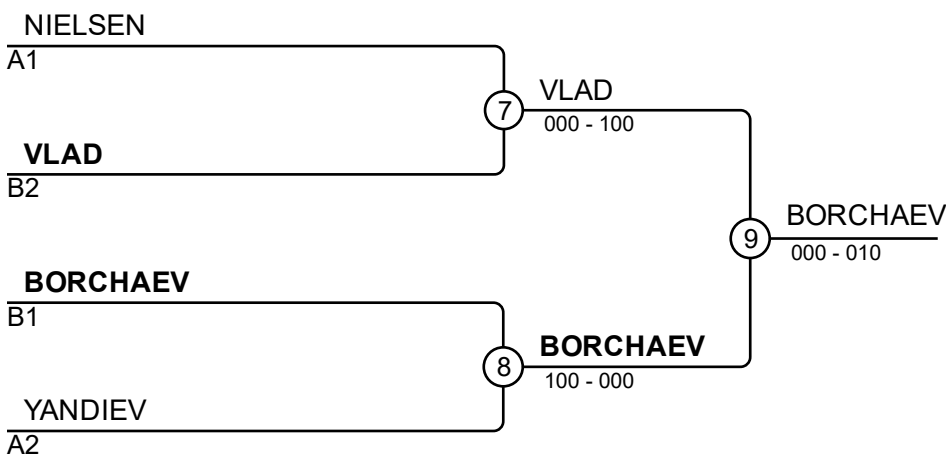 NIELSEN
A1
7
VLAD
000 - 100
VLAD
B2
9
BORCHAEV
000 - 010
BORCHAEV
B1
8
BORCHAEV
100 - 000
YANDIEV
A2